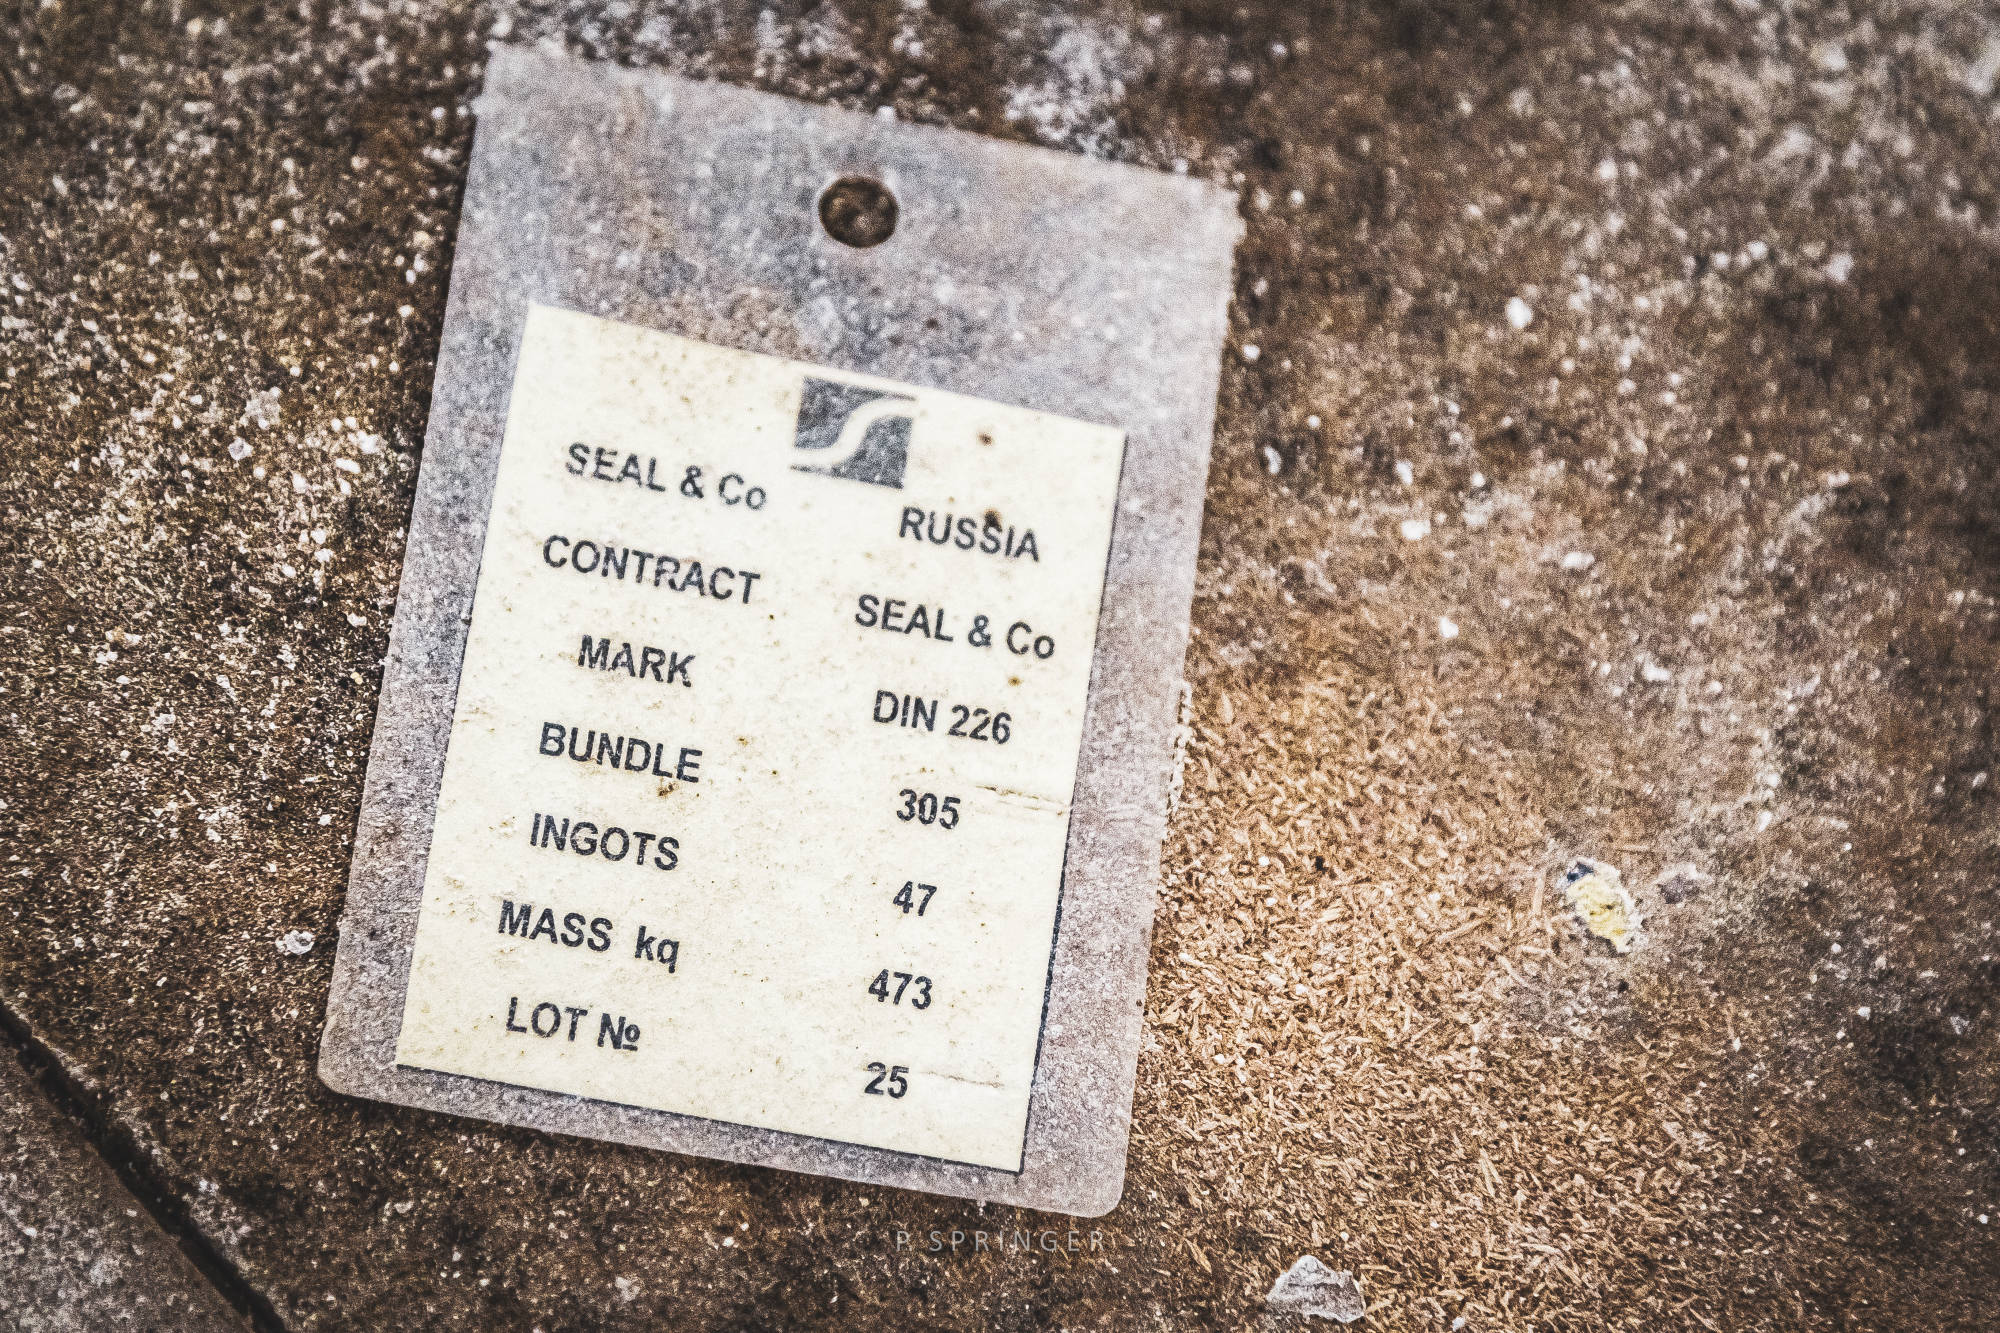 SEAL & Co RUSSIA
CONTRACT SEAL & Co
MARK DIN 226
BUNDLE 305
INGOTS 47
MASS kq 473
LOT № 25
P SPRINGER